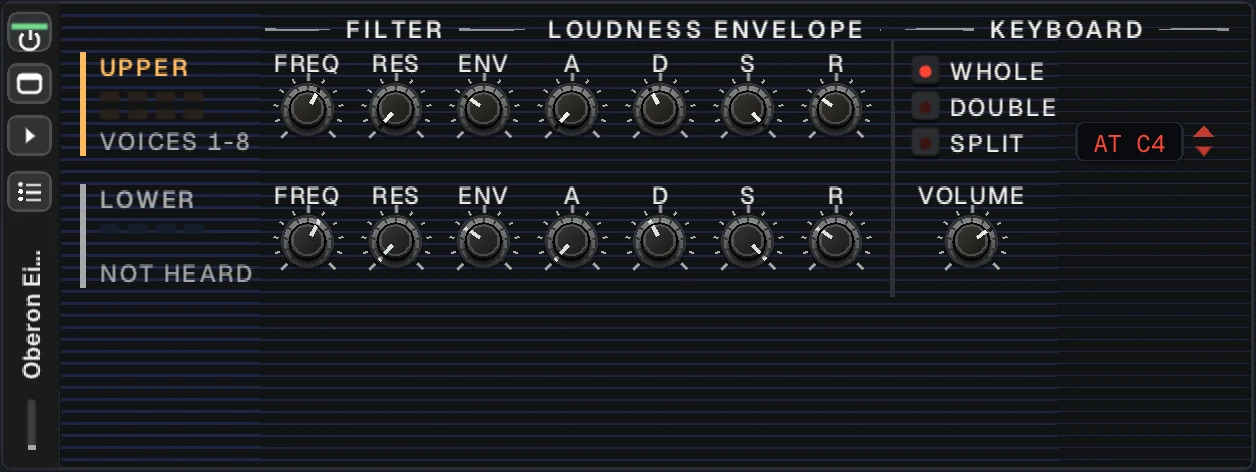 FILTER LOUDNESS ENVELOPE KEYBOARD
UPPER
VOICES 1-8
FREQ RES ENV A D S R
WHOLE
DOUBLE
SPLIT AT C4
LOWER
NOT HEARD
FREQ RES ENV A D S R
VOLUME
Oberon Ei...